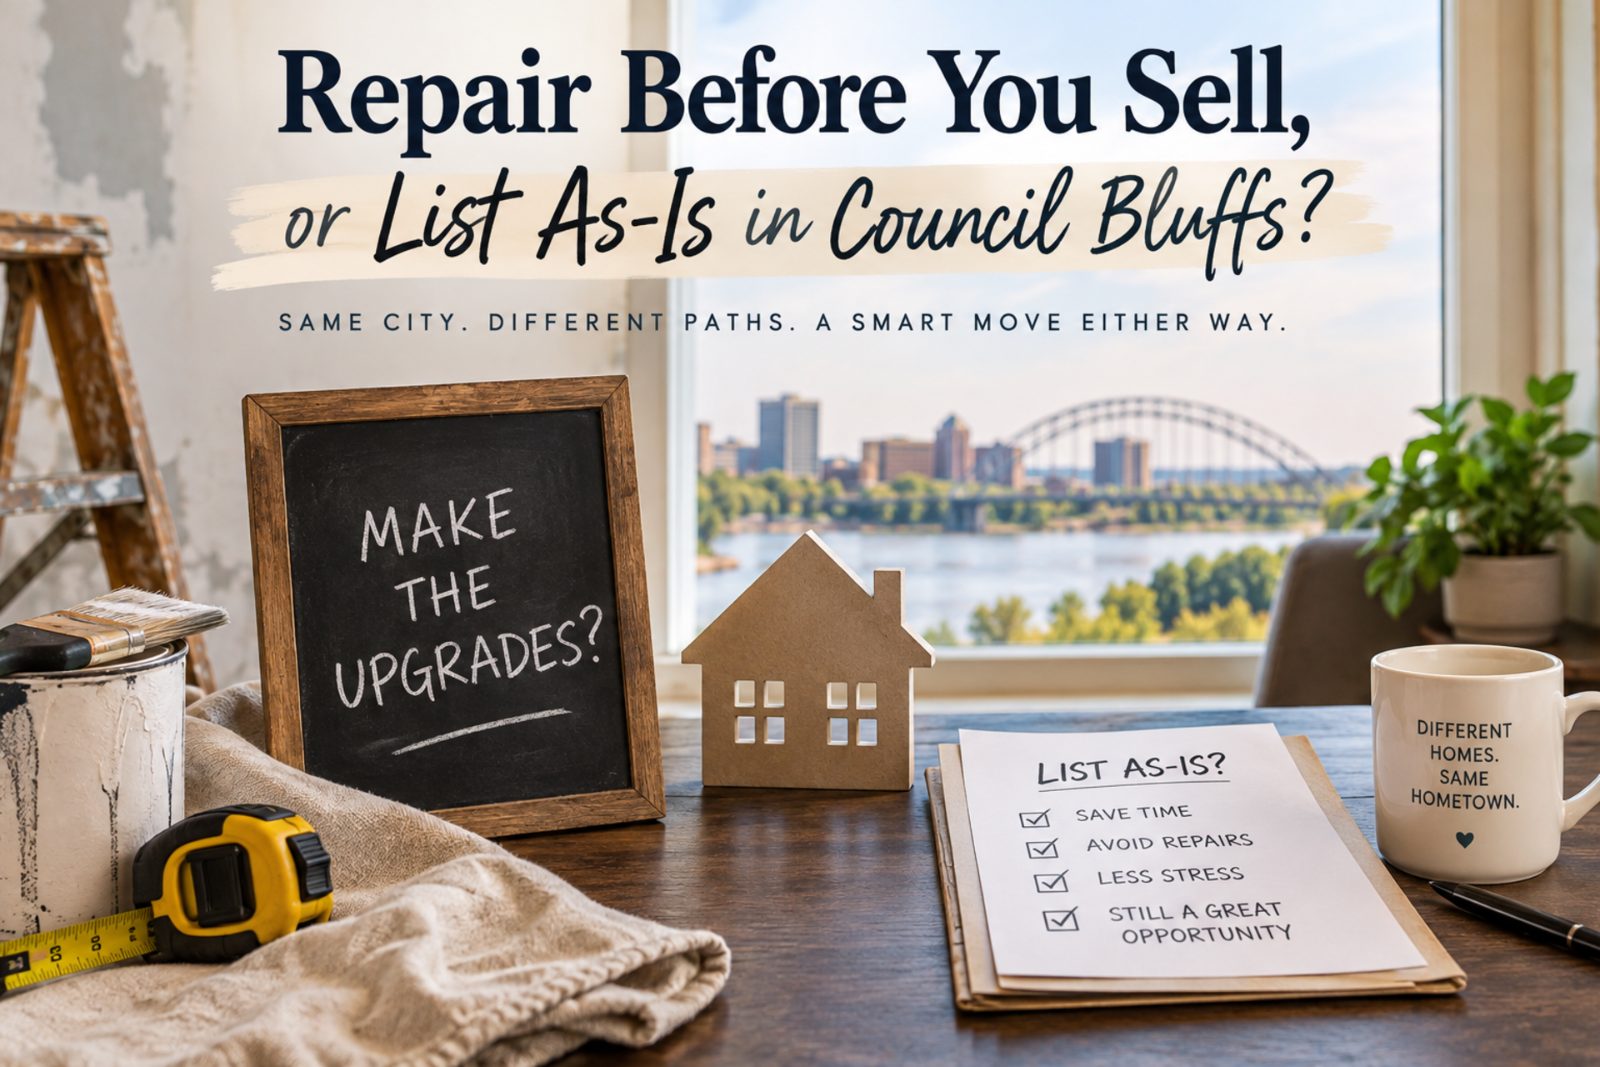 Repair Before You Sell,
or List As-Is in Council Bluffs?
SAME CITY. DIFFERENT PATHS. A SMART MOVE EITHER WAY.
MAKE
THE
UPGRADES?
LIST AS-IS?
SAVE TIME
AVOID REPAIRS
LESS STRESS
STILL A GREAT
OPPORTUNITY
DIFFERENT
HOMES.
SAME
HOMETOWN.